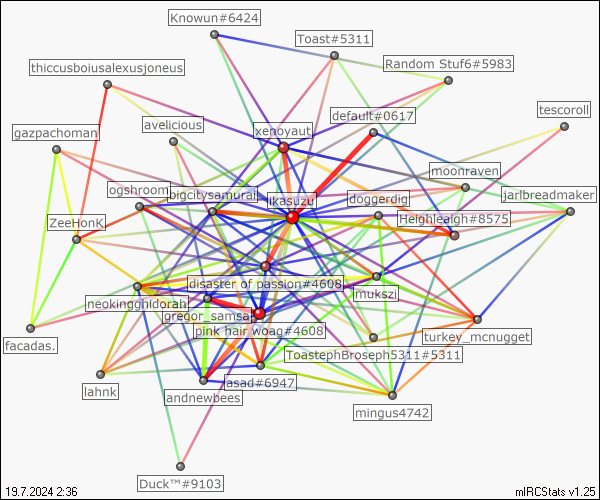 Knowun#6424
Toast#5311
Random Stuf6#5983
thiccusboiusalexusjoneus
tescoroll
default#0617
avelicious
gazpachoman
xenoyaut
moonraven
ogshroom
bigcitysamurai
ikasuzu
doggerdig
jarlbreadmaker
Heighleigh#8575
ZeeHonK
disaster of passion#4608
mukszi
neokingghidorah
gregor_samsa
pink hair woag#4608
facadas.
turkey_mcnugget
ToastephBroseph5311#5311
lahnk
andnewbees
asad#6947
mingus4742
Duck™#9103
19.7.2024 2:36
mIRCStats v1.25